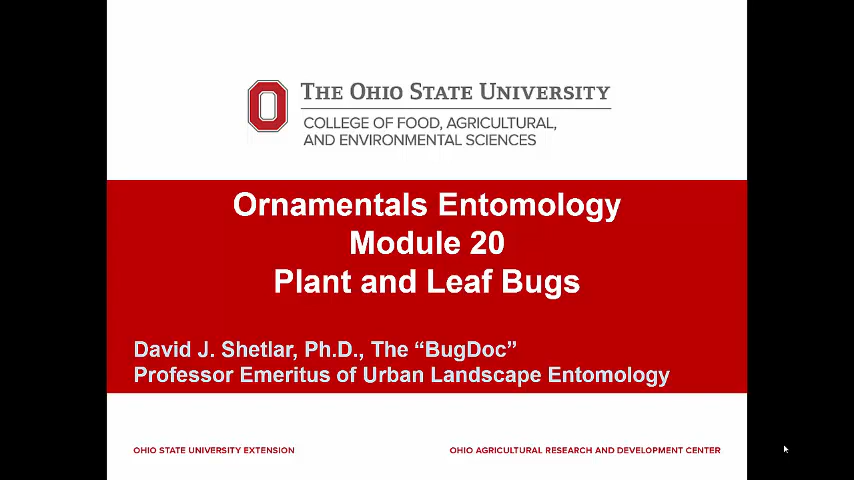 THE OHIO STATE UNIVERSITY
COLLEGE OF FOOD, AGRICULTURAL,
AND ENVIRONMENTAL SCIENCES
Ornamentals Entomology
Module 20
Plant and Leaf Bugs
David J. Shetlar, Ph.D., The “BugDoc”
Professor Emeritus of Urban Landscape Entomology
OHIO STATE UNIVERSITY EXTENSION
OHIO AGRICULTURAL RESEARCH AND DEVELOPMENT CENTER